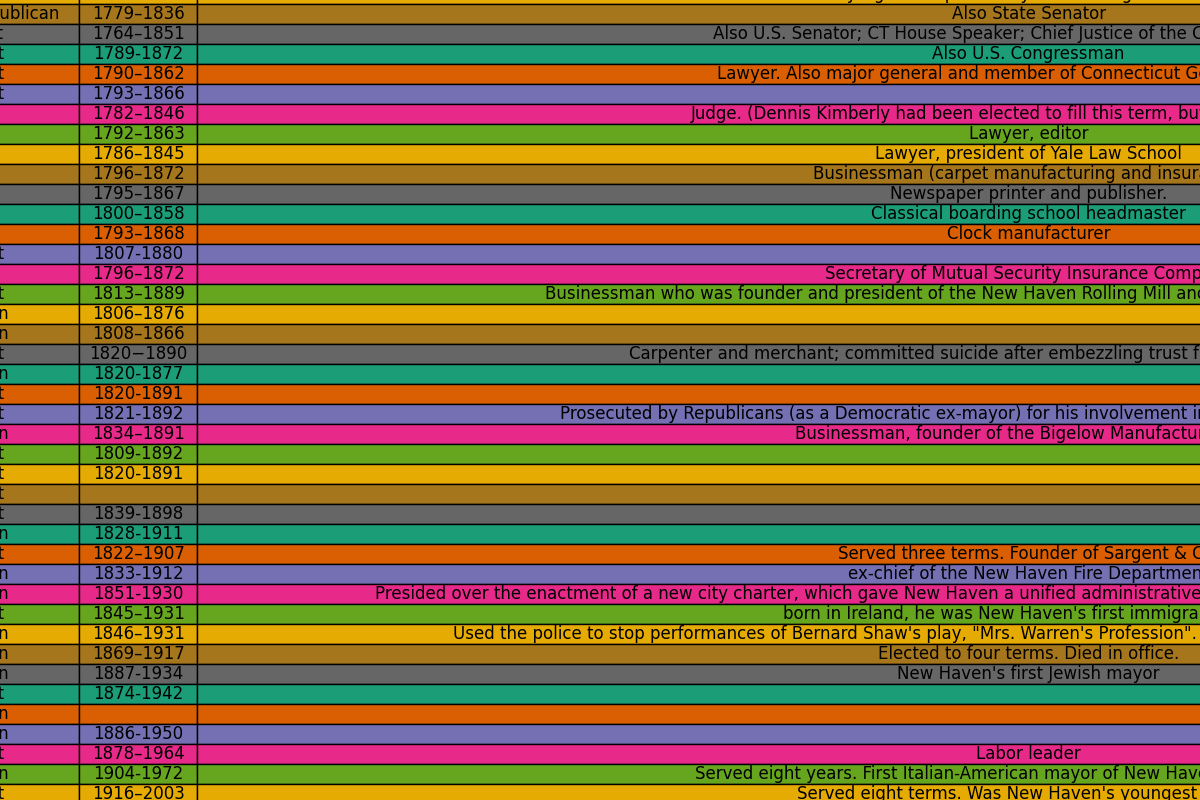 ublican 1779–1836 Also State Senator
t 1764–1851 Also U.S. Senator; CT House Speaker; Chief Justice of the
t 1789-1872 Also U.S. Congressman
1790–1862 Lawyer. Also major general and member of Connecticut
t 1793–1866
1782–1846 Judge. (Dennis Kimberly had been elected to fill this term,
1792–1863 Lawyer, editor
1786–1845 Lawyer, president of Yale Law School
1796–1872 Businessman (carpet manufacturing and
1795–1867 Newspaper printer and publisher.
1800–1858 Classical boarding school headmaster
1793–1868 Clock manufacturer
t 1807-1880
1796–1872 Secretary of Mutual Security Insurance
t 1813–1889 Businessman who was founder and president of the New Haven Rolling Mill
n 1806–1876
n 1808–1866
t 1820−1890 Carpenter and merchant; committed suicide after embezzling trust
n 1820-1877
t 1820-1891
t 1821-1892 Prosecuted by Republicans (as a Democratic ex-mayor) for his involvement
n 1834–1891 Businessman, founder of the Bigelow
t 1809-1892
t 1820-1891
t
1839-1898
n 1828-1911
t 1822–1907 Served three terms. Founder of Sargent &
n 1833-1912 ex-chief of the New Haven Fire
n 1851-1930 Presided over the enactment of a new city charter, which gave New Haven a unified administrative
t 1845–1931 born in Ireland, he was New Haven's first
n 1846–1931 Used the police to stop performances of Bernard Shaw's play, "Mrs. Warren's Profession".
n 1869–1917 Elected to four terms. Died in office.
n 1887-1934 New Haven's first Jewish mayor
t 1874-1942
n
n 1886-1950
t 1878–1964 Labor leader
n 1904-1972 Served eight years. First Italian-American mayor of New
t 1916–2003 Served eight terms. Was New Haven's youngest